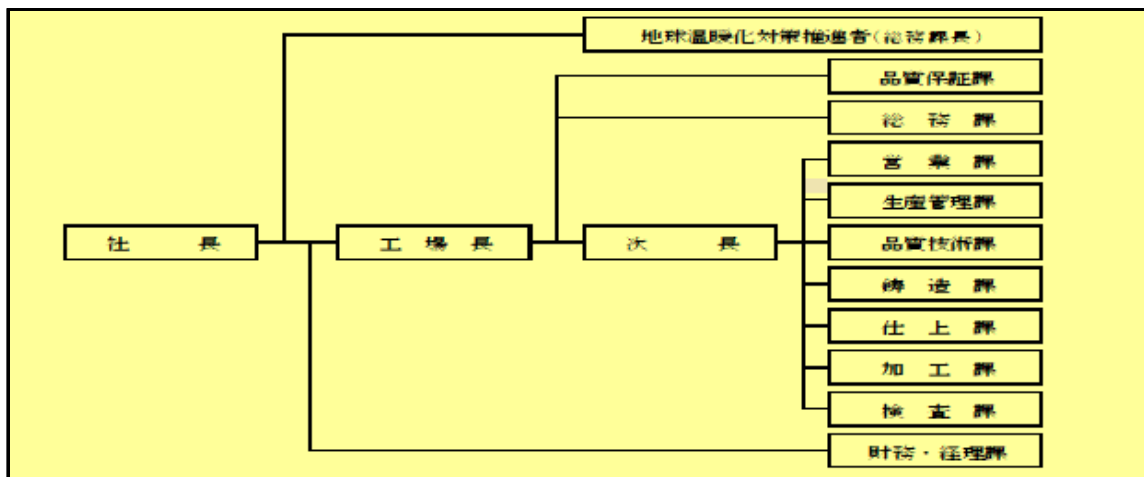 地球温暖化対策推進者(総務課長)
品質保証課
総務課
営業課
生産管理課
社長
工場長
次長
品質技術課
鋳造課
仕上課
加工課
検査課
財務・経理課